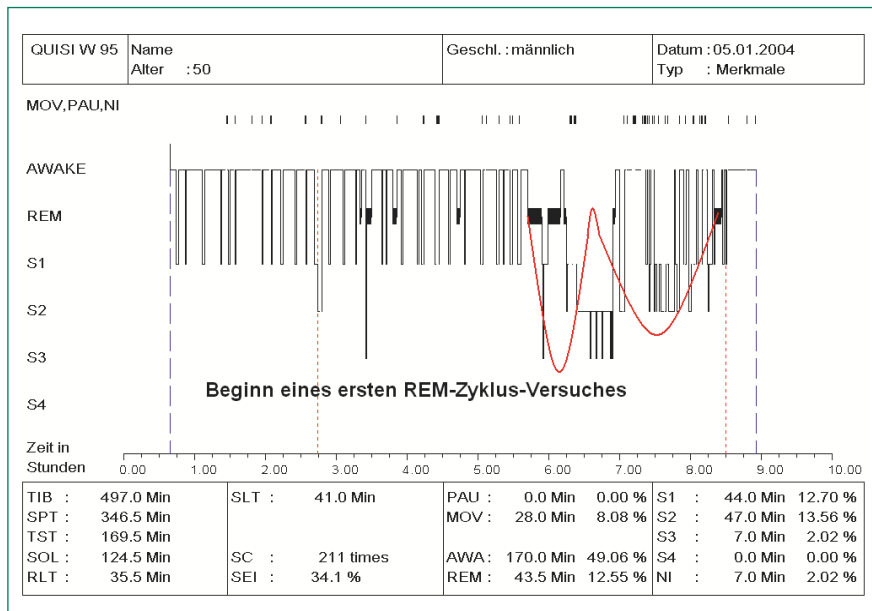 QUISI W 95 Name Geschl. : männlich Datum : 05.01.2004
Alter : 50 Typ : Merkmale
MOV,PAU,NI
AWAKE
REM
S1
S2
S3
Beginn eines ersten REM-Zyklus-Versuches
S4
Zeit in
Stunden 0.00 1.00 2.00 3.00 4.00 5.00 6.00 7.00 8.00 9.00 10.00
TIB : 497.0 Min SLT : 41.0 Min PAU : 0.0 Min 0.00 % S1 : 44.0 Min 12.70 %
SPT : 346.5 Min MOV : 28.0 Min 8.08 % S2 : 47.0 Min 13.56 %
TST : 169.5 Min S3 : 7.0 Min 2.02 %
SOL : 124.5 Min SC : 211 times AWA : 170.0 Min 49.06 % S4 : 0.0 Min 0.00 %
RLT : 35.5 Min SEI : 34.1 % REM : 43.5 Min 12.55 % NI : 7.0 Min 2.02 %